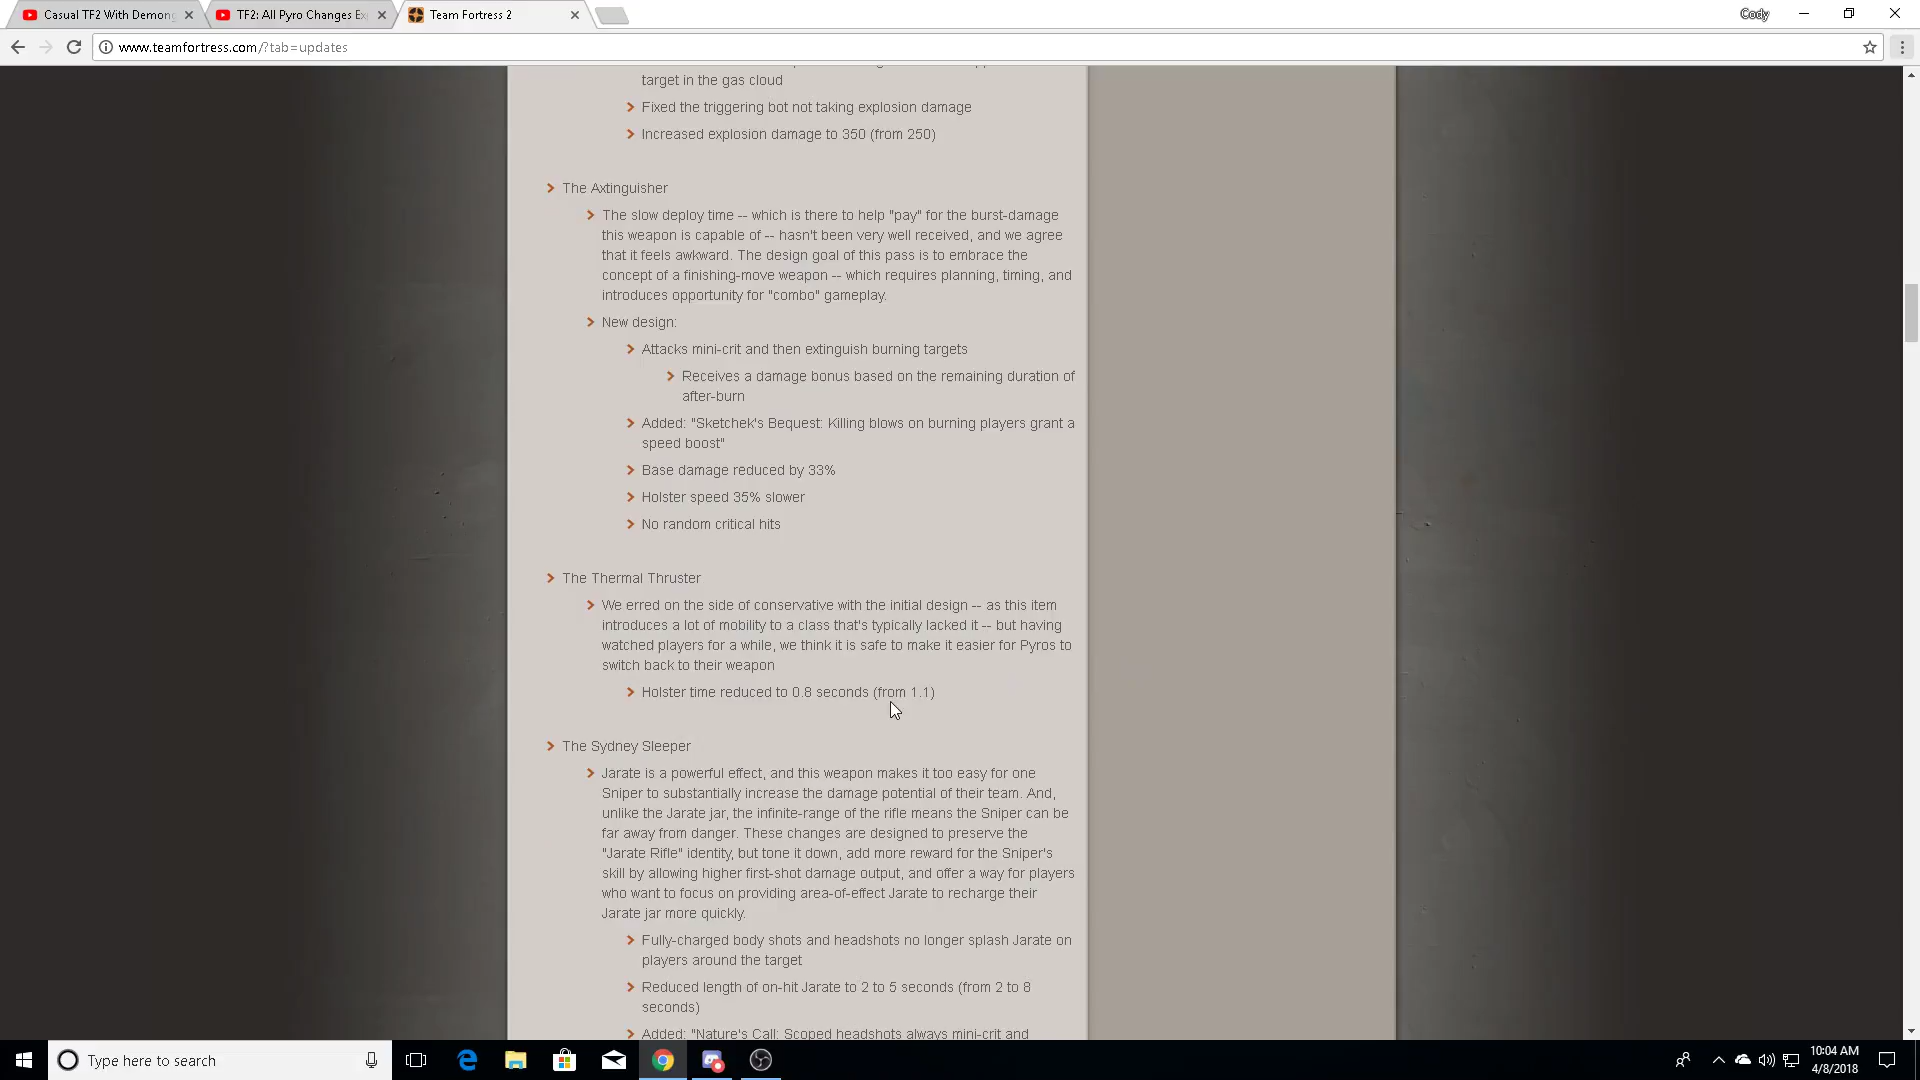 Casual TF2 With Demon
TF2: All Pyro Changes Ex
Team Fortress 2
Cody
www.teamfortress.com/?tab=updates
target in the gas cloud
Fixed the triggering bot not taking explosion damage
Increased explosion damage to 350 (from 250)
The Axtinguisher
The slow deploy time -- which is there to help "pay" for the burst-damage
this weapon is capable of -- hasn't been very well received, and we agree
that it feels awkward. The design goal of this pass is to embrace the
concept of a finishing-move weapon -- which requires planning, timing, and
introduces opportunity for "combo" gameplay.
New design:
Attacks mini-crit and then extinguish burning targets
Receives a damage bonus based on the remaining duration of
after-burn
Added: "Sketchek's Bequest: Killing blows on burning players grant a
speed boost"
Base damage reduced by 33%
Holster speed 35% slower
No random critical hits
The Thermal Thruster
We erred on the side of conservative with the initial design -- as this item
introduces a lot of mobility to a class that's typically lacked it -- but having
watched players for a while, we think it is safe to make it easier for Pyros to
switch back to their weapon
Holster time reduced to 0.8 seconds (from 1.1)
The Sydney Sleeper
Jarate is a powerful effect, and this weapon makes it too easy for one
Sniper to substantially increase the damage potential of their team. And,
unlike the Jarate jar, the infinite-range of the rifle means the Sniper can be
far away from danger. These changes are designed to preserve the
"Jarate Rifle" identity, but tone it down, add more reward for the Sniper's
skill by allowing higher first-shot damage output, and offer a way for players
who want to focus on providing area-of-effect Jarate to recharge their
Jarate jar more quickly.
Fully-charged body shots and headshots no longer splash Jarate on
players around the target
Reduced length of on-hit Jarate to 2 to 5 seconds (from 2 to 8
seconds)
Added: "Nature's Call: Scoped headshots always mini-crit and
Type here to search
10:04 AM
4/8/2018